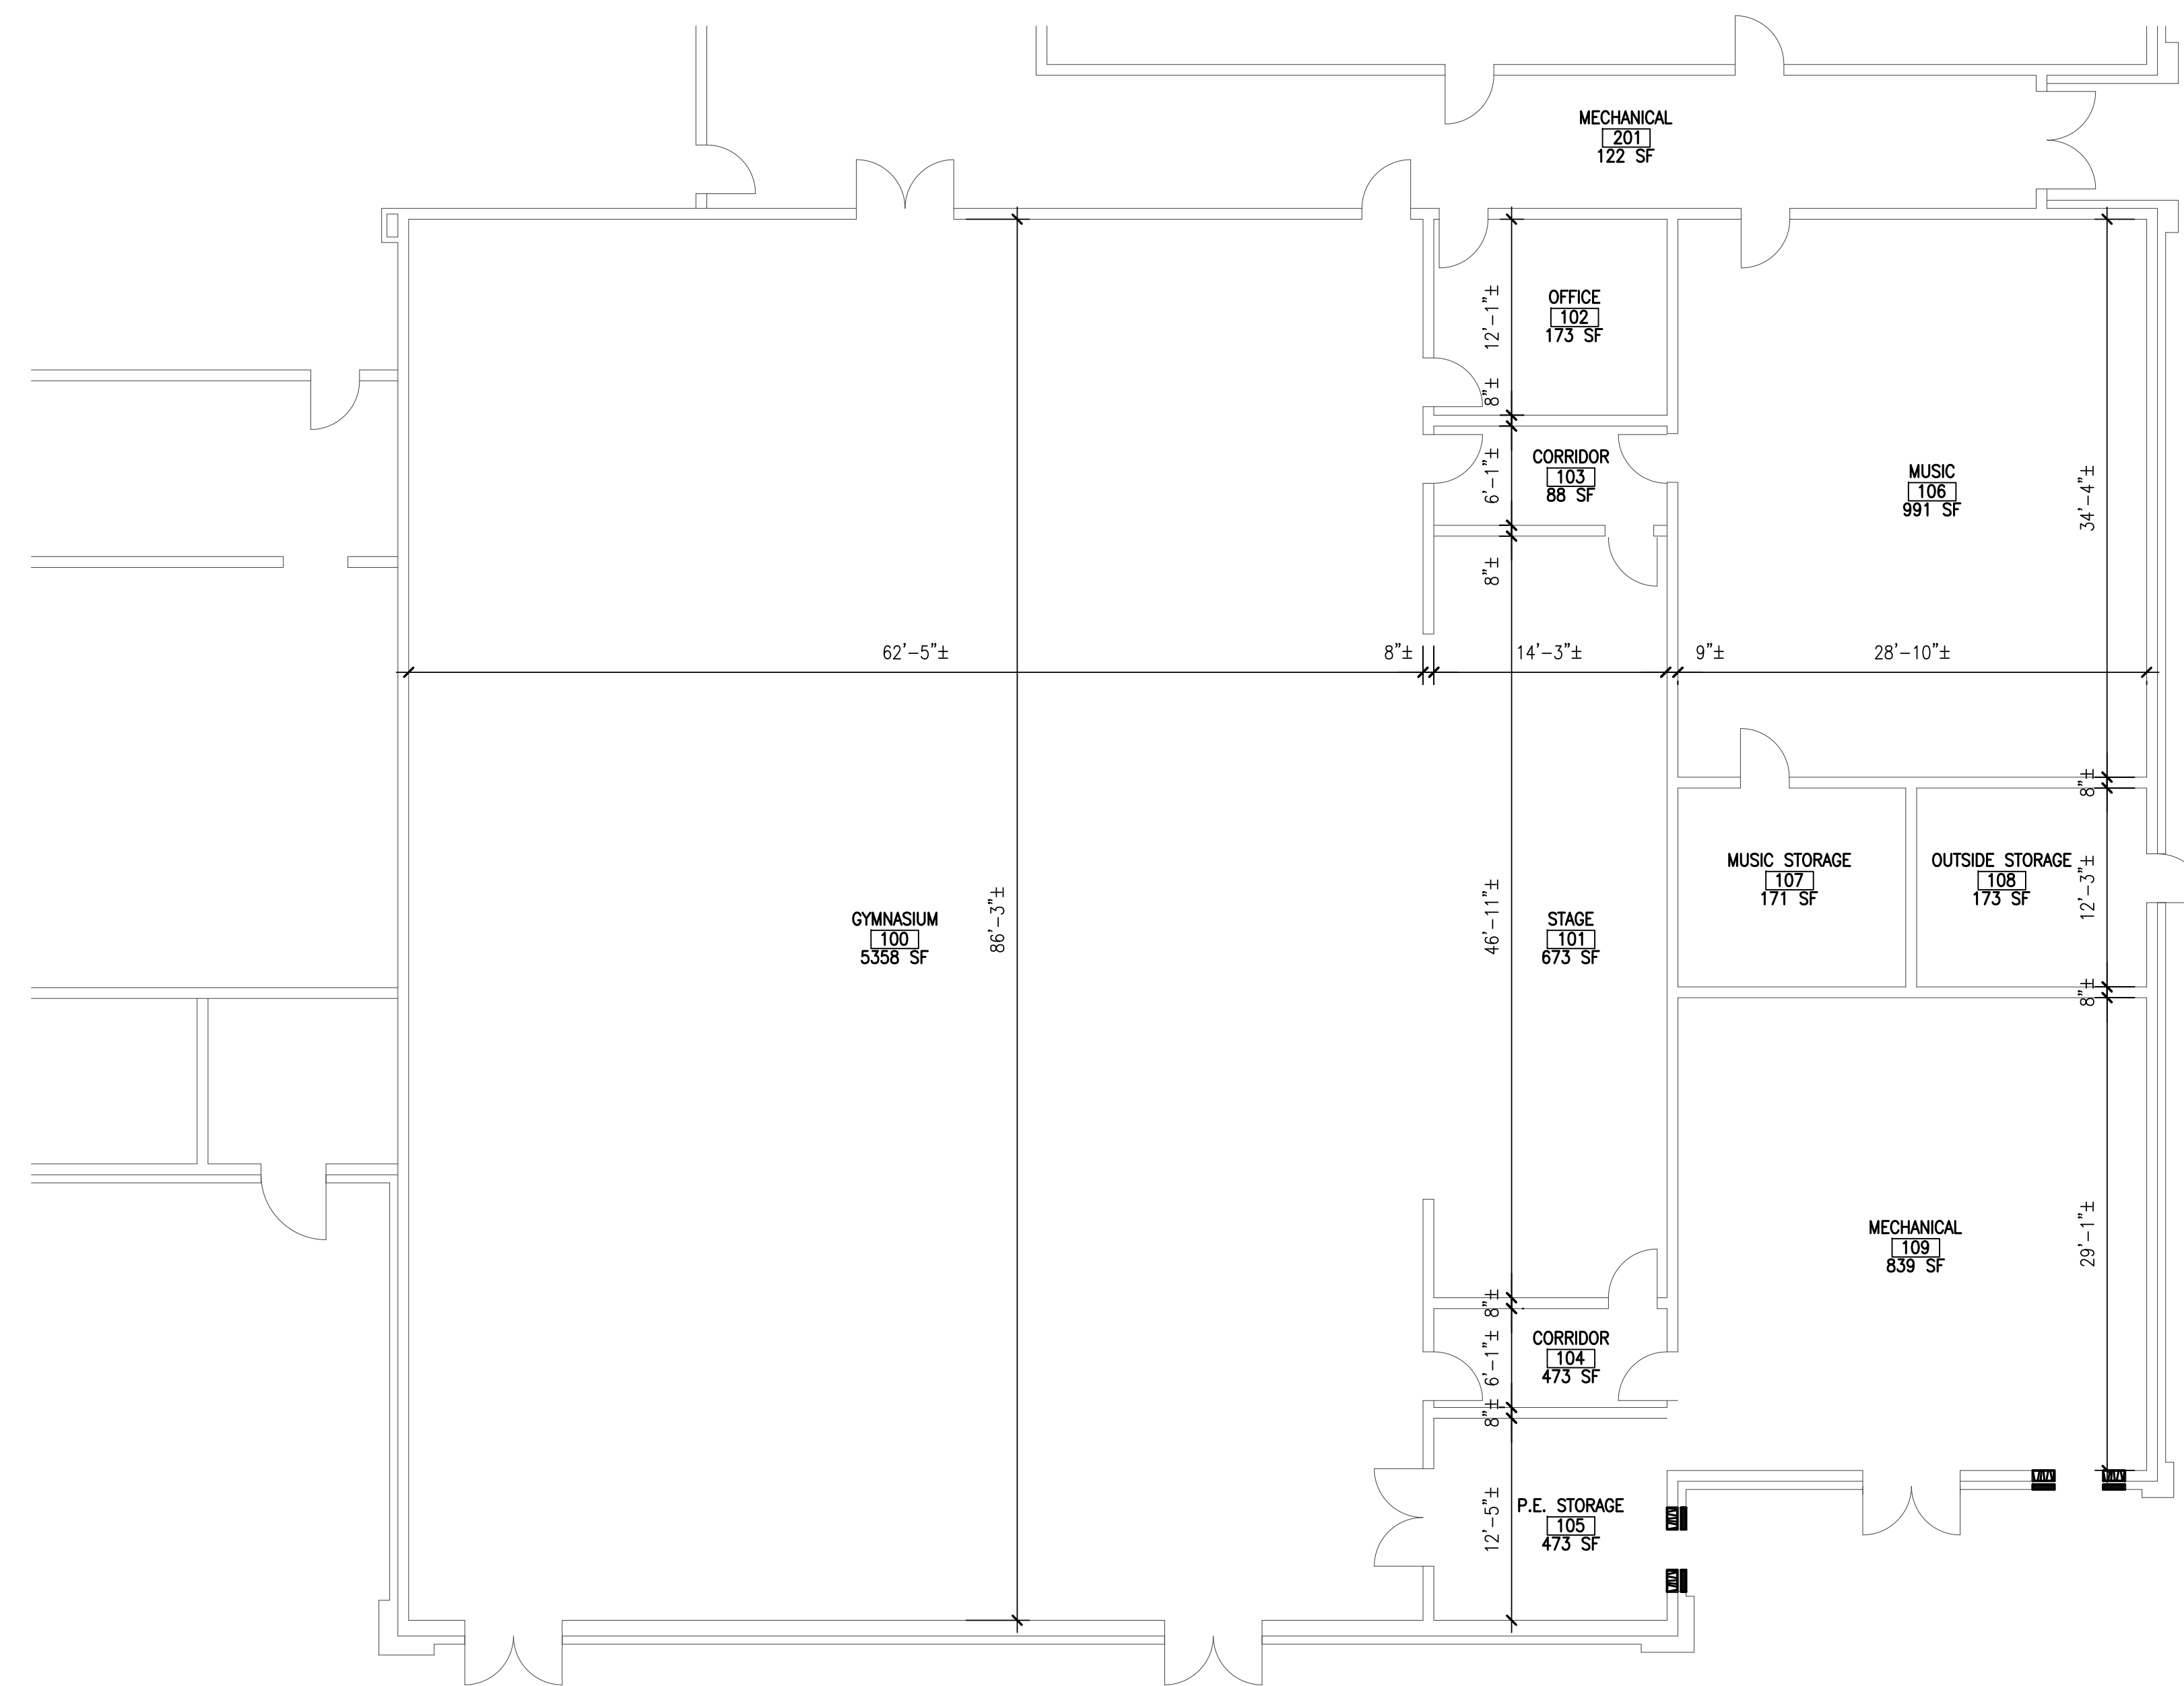 MECHANICAL
201
122 SF
OFFICE
102
173 SF
12'-1"±
8"±
CORRIDOR
103
88 SF
6'-1"±
8"±
MUSIC
106
991 SF
34'-4"±
62'-5"±
8"±
14'-3"±
9"±
28'-10"±
8"±
MUSIC STORAGE
107
171 SF
OUTSIDE STORAGE
108
173 SF
12'-3"±
8"±
GYMNASIUM
100
5358 SF
86'-3"±
46'-11"±
STAGE
101
673 SF
MECHANICAL
109
839 SF
29'-1"±
8"±
CORRIDOR
104
473 SF
6'-1"±
8"±
P.E. STORAGE
105
473 SF
12'-5"±